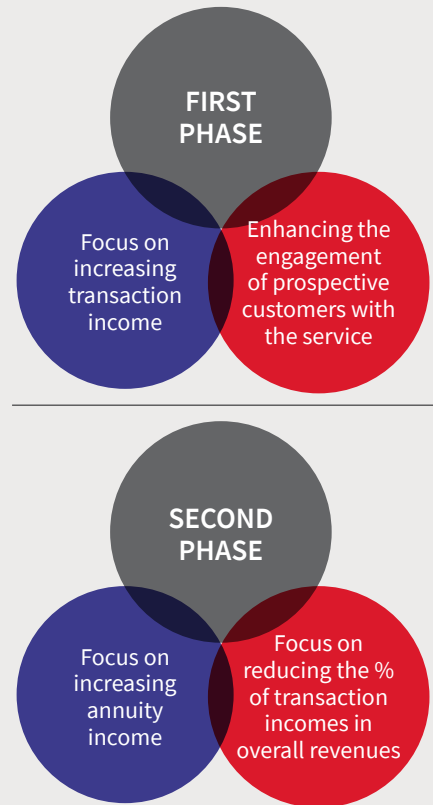 FIRST
PHASE
Focus on
increasing
transaction
income
Enhancing the
engagement
of prospective
customers with
the service
SECOND
PHASE
Focus on
increasing
annuity
income
Focus on
reducing the %
of transaction
incomes in
overall revenues